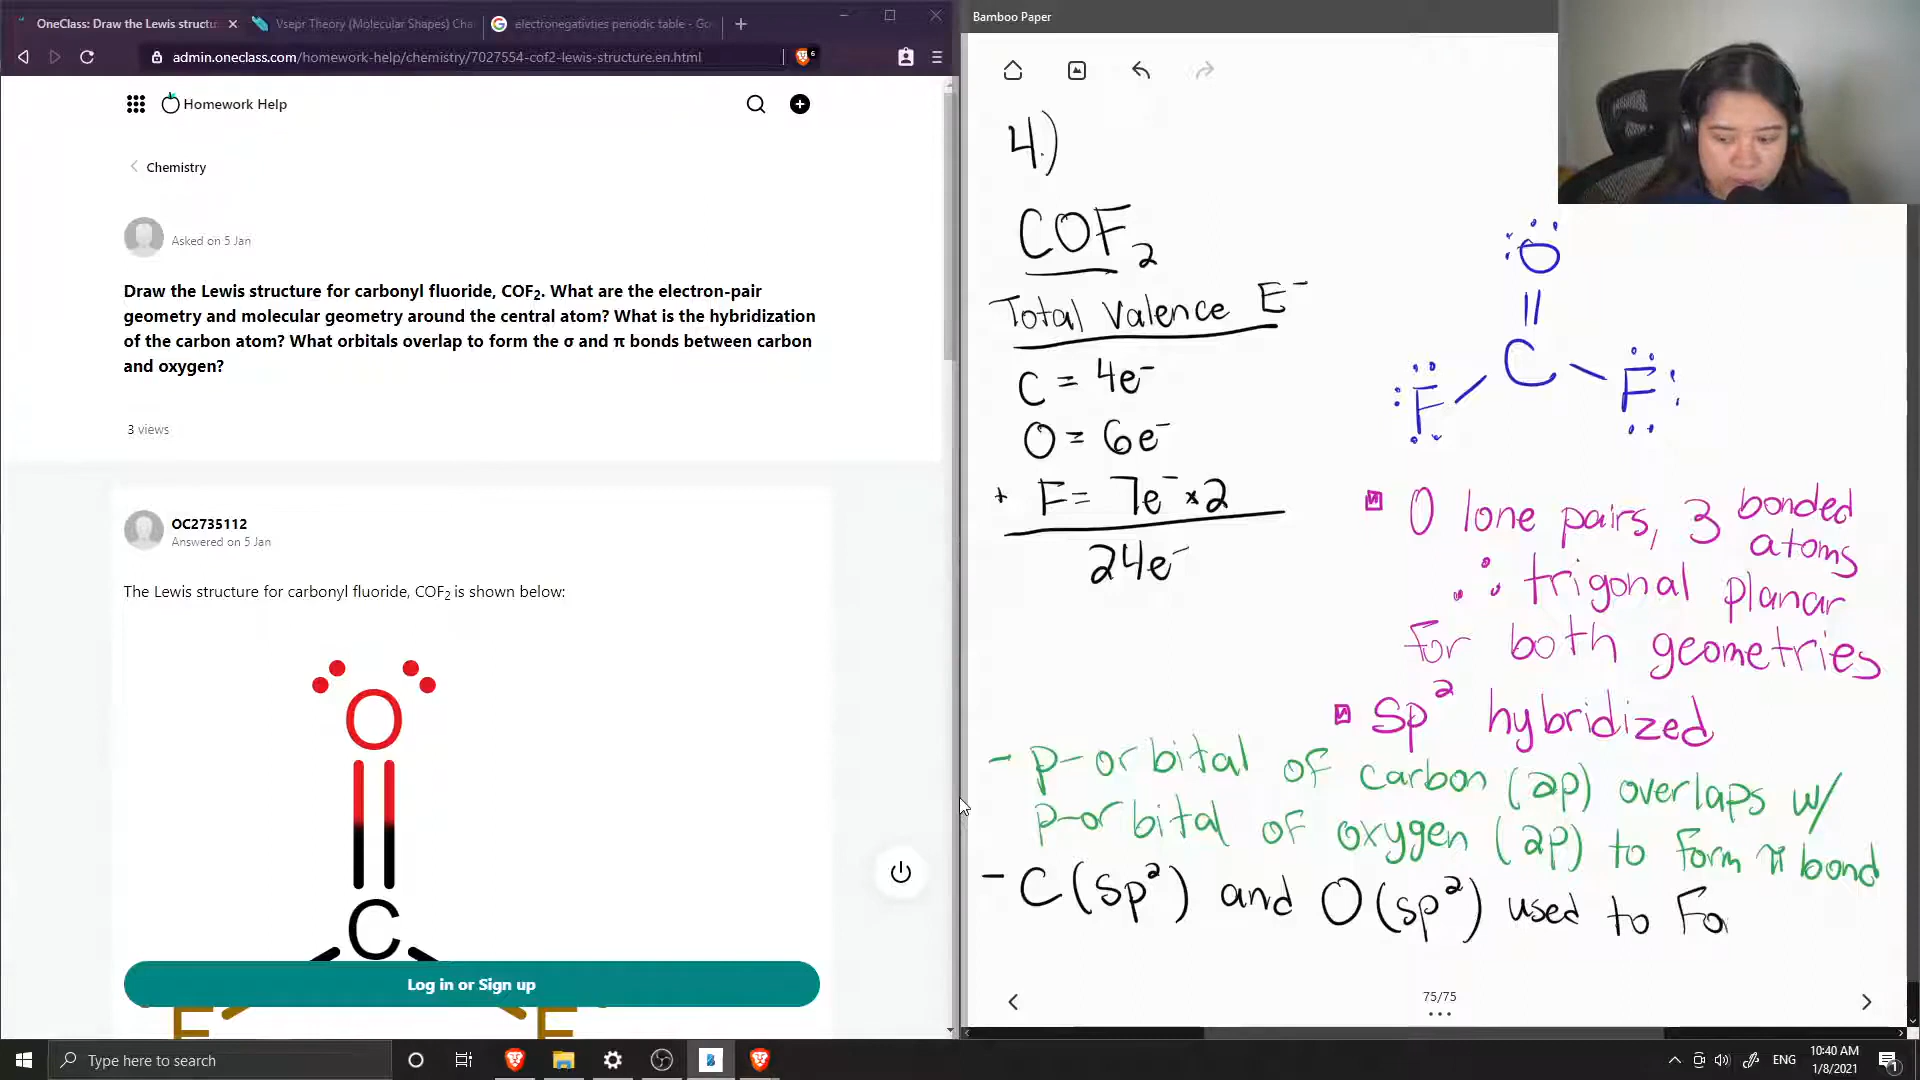 OneClass: Draw the Lewis structu
Vsepr Theory (Molecular Shapes) Cha
electronegativties periodic table - Go
admin.oneclass.com/homework-help/chemistry/7027554-cof2-lewis-structure.en.html
6
Homework Help
Chemistry
Asked on 5 Jan
Draw the Lewis structure for carbonyl fluoride, COF2. What are the electron-pair
geometry and molecular geometry around the central atom? What is the hybridization
of the carbon atom? What orbitals overlap to form the σ and π bonds between carbon
and oxygen?
3 views
OC2735112
Answered on 5 Jan
The Lewis structure for carbonyl fluoride, COF2 is shown below:
O
C
F F
Log in or Sign up
Bamboo Paper
4.)
COF2
Total Valence E⁻
C = 4e⁻
O = 6e⁻
+ F = 7e⁻ × 2
24e⁻
O
C
F F
0 lone pairs, 3 bonded
atoms
∴ trigonal planar
for both geometries
Sp² hybridized
- p-orbital of carbon (2p) overlaps w/
p-orbital of oxygen (2p) to form π bond
- C (sp²) and O (sp²) used to Fo
75/75
Type here to search
ENG
10:40 AM
1/8/2021
1